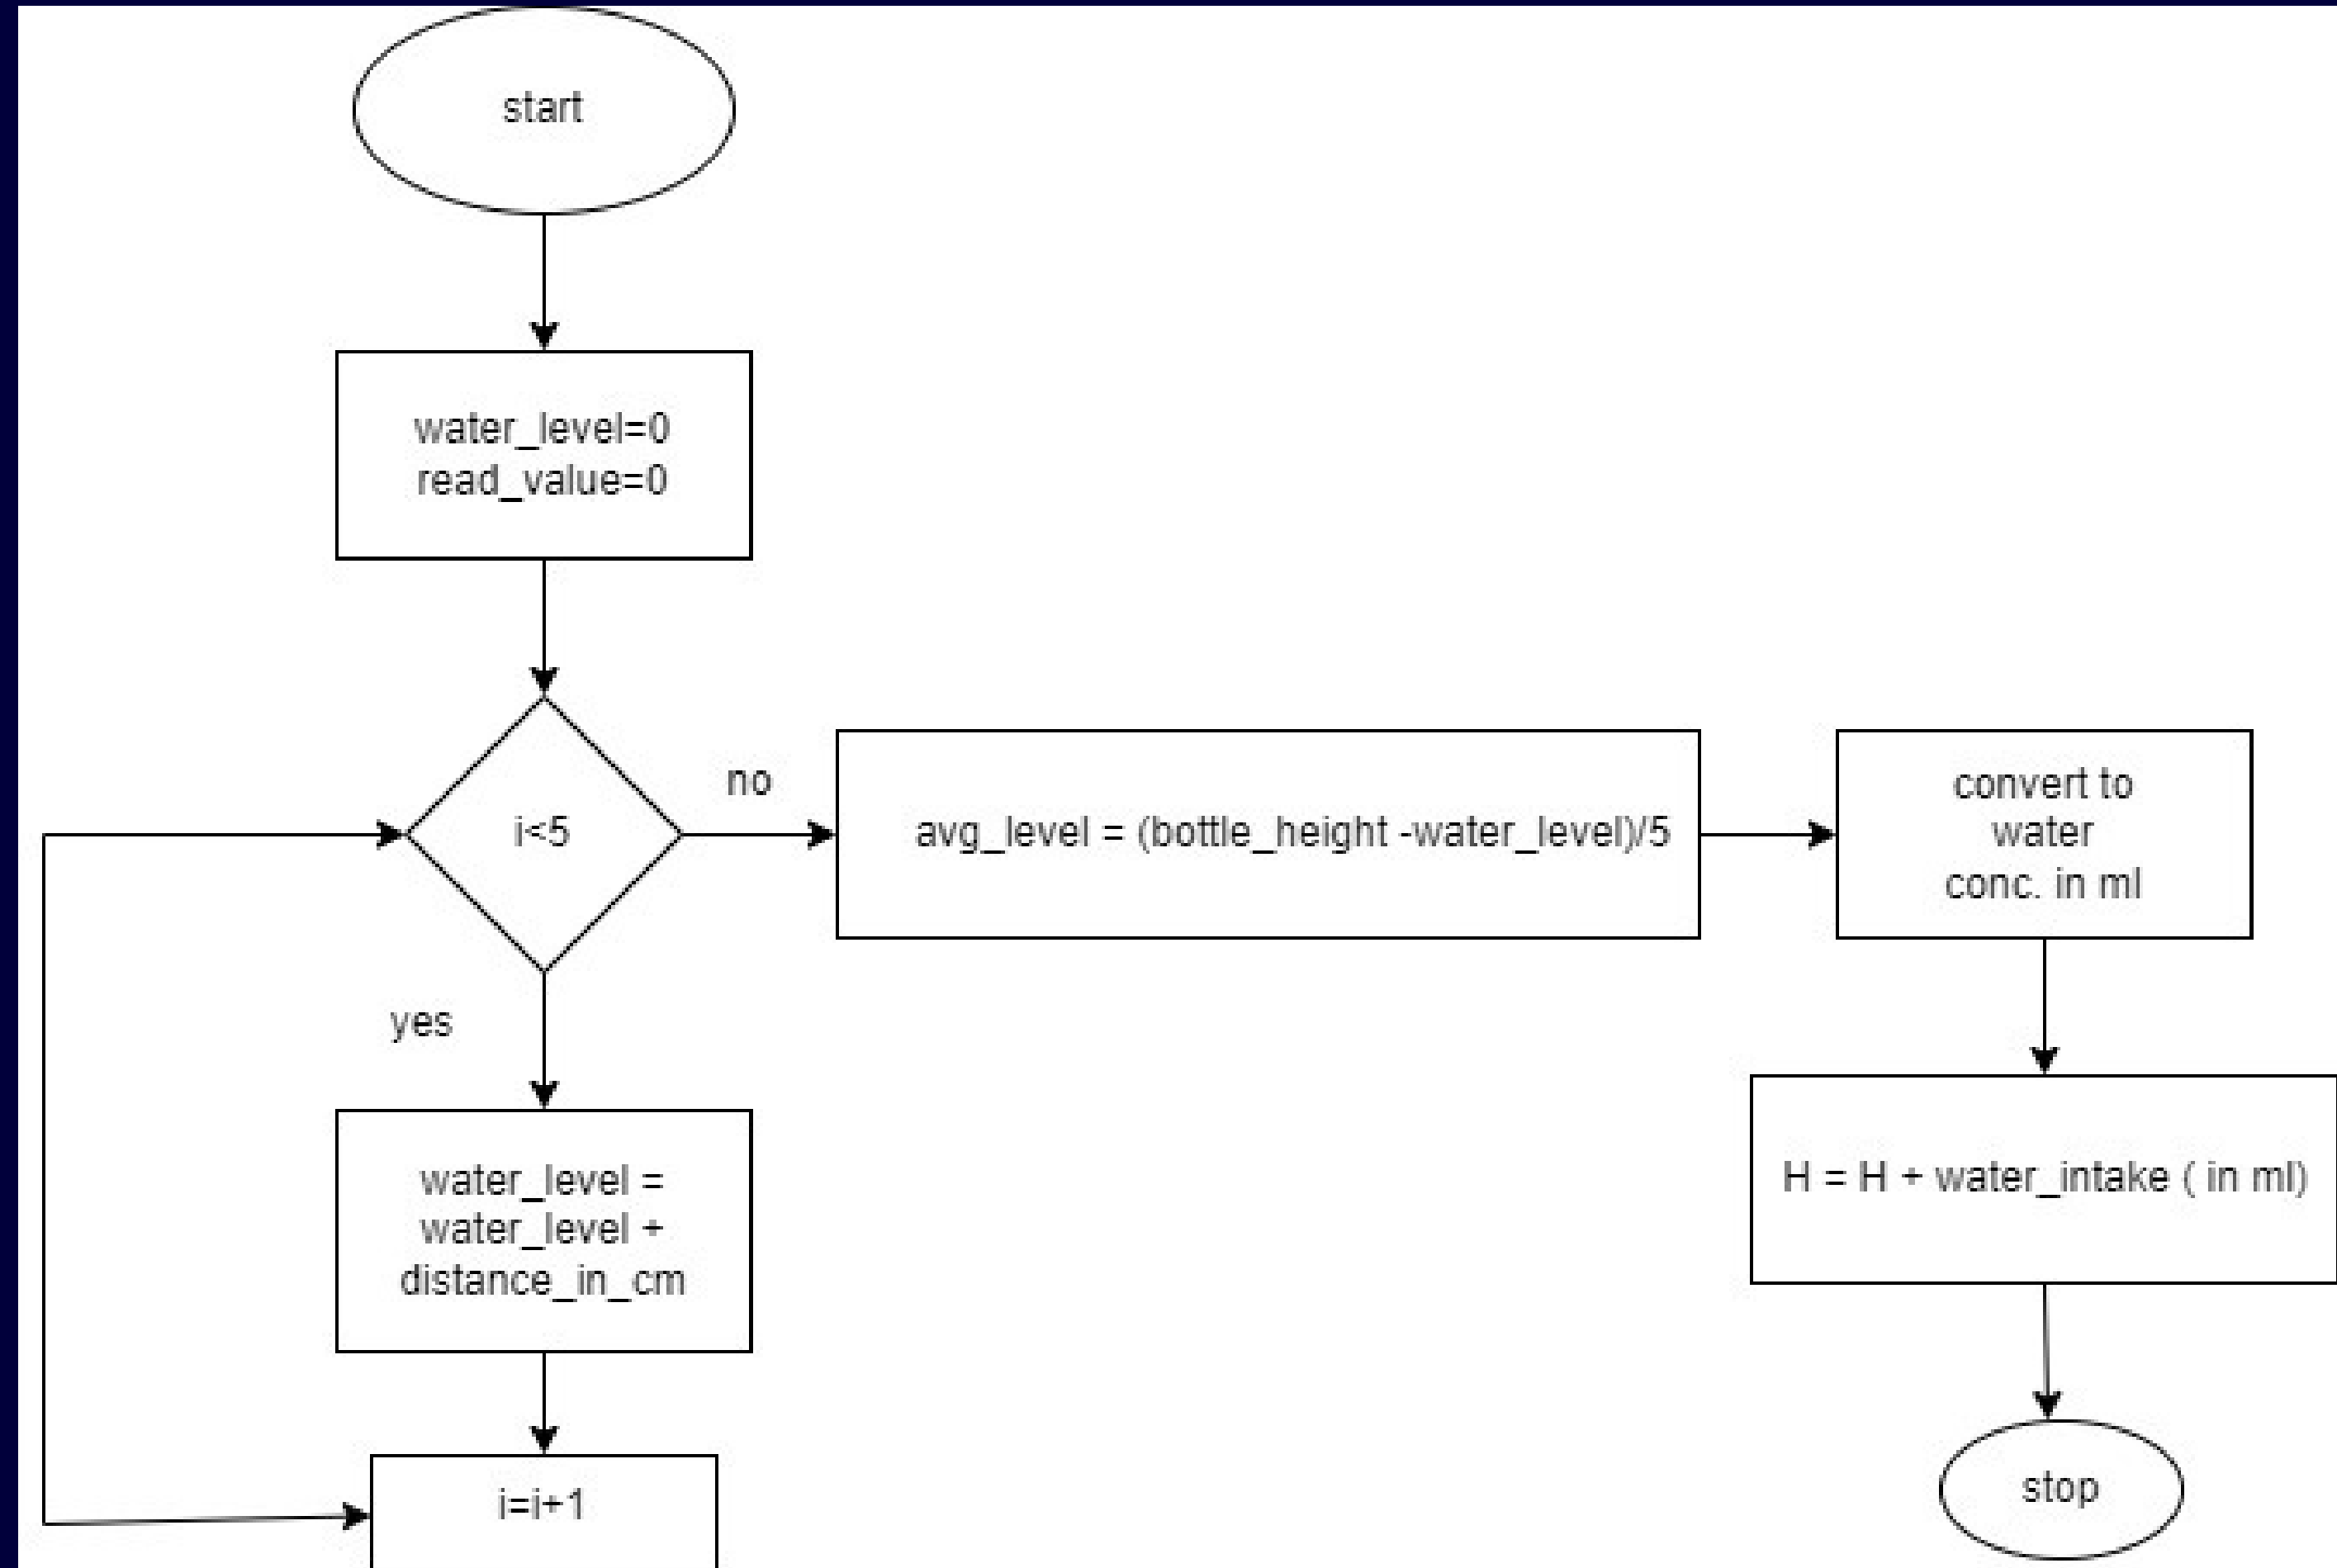 start
water_level=0
read_value=0
i<5
no
avg_level = (bottle_height -water_level)/5
convert to
water
conc. in ml
yes
water_level =
water_level +
distance_in_cm
H = H + water_intake ( in ml)
i=i+1
stop